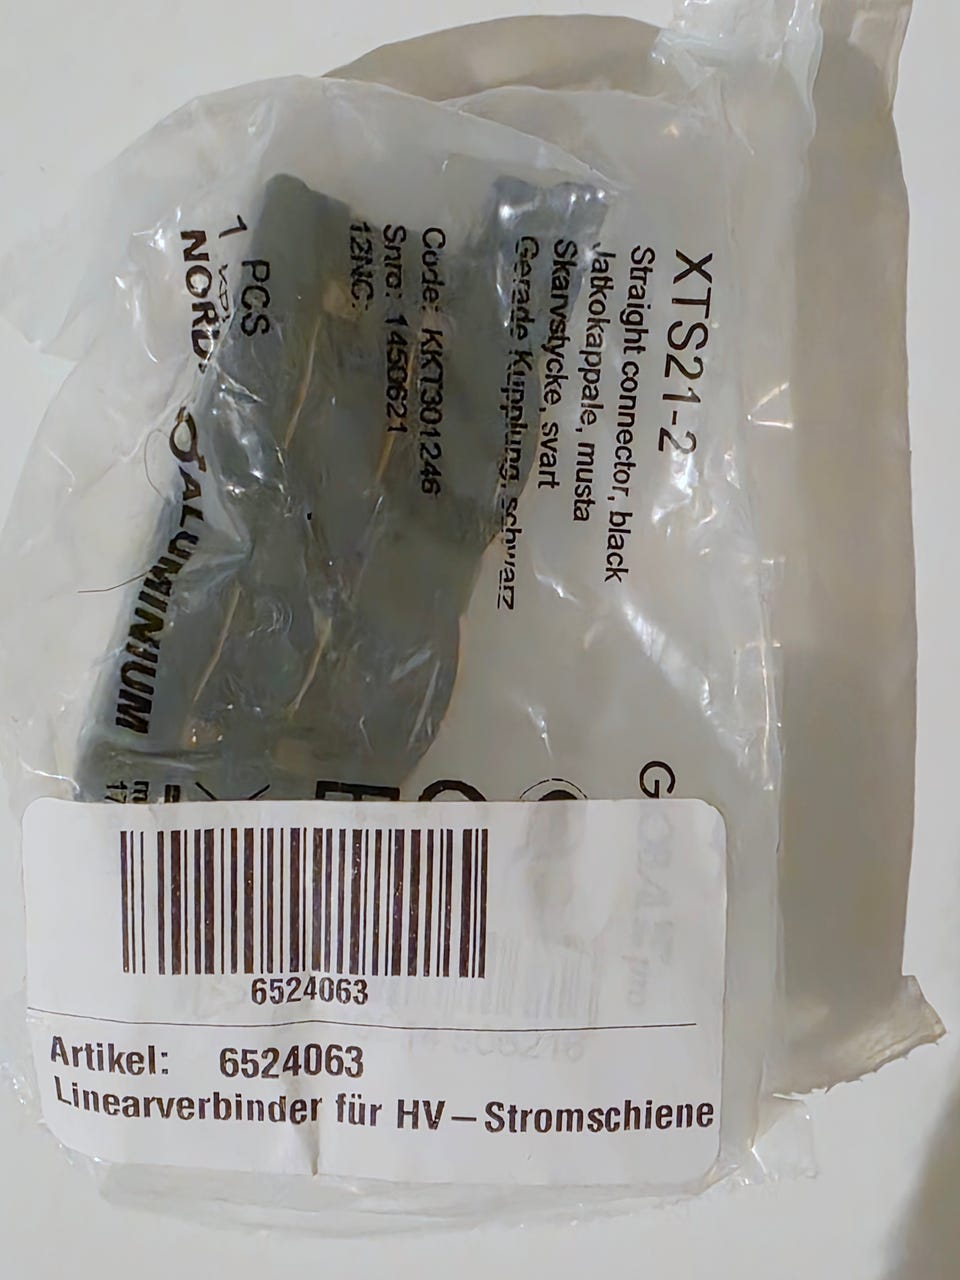 XTS21-2
Straight connector, black
Jatkokappale, musta
Skarvstycke, svart
Gerade Kupplung, schwarz
Code: KKT301246
Snro: 1450621
12NC:
PCS
1
NORD
ALUMINIUM
6524063
Artikel: 6524063
Linearverbinder für HV-Stromschiene